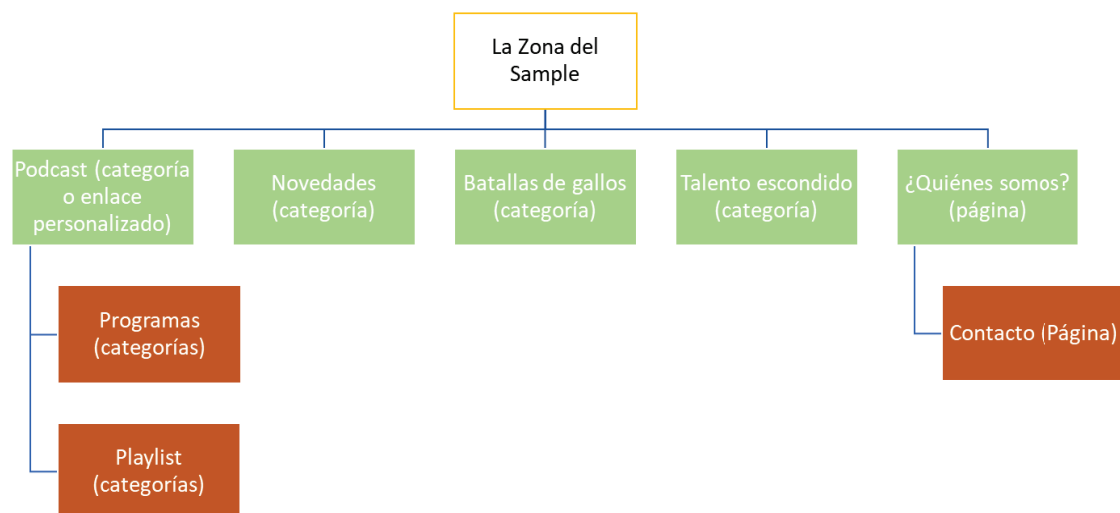 La Zona del
Sample
Podcast (categoría
o enlace
personalizado)
Novedades
(categoría)
Batallas de gallos
(categoría)
Talento escondido
(categoría)
¿Quiénes somos?
(página)
Programas
(categorías)
Contacto (Página)
Playlist
(categorías)